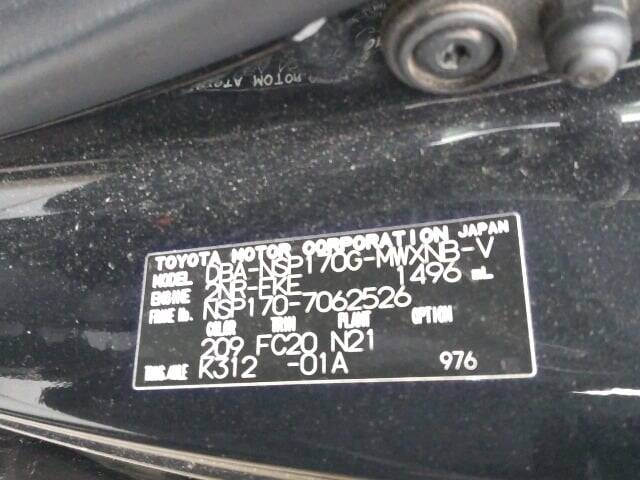 TOYOTA MOTOR CORPORATION JAPAN
MODEL DBA-NSP170G-MWXNB-V
ENGINE 2NR-FKE 1496 mL
FRAME No. NSP170-7062526
COLOR TRIM PLANT OPTION
209 FC20 N21
TRANS.AXLE K312 -01A 976